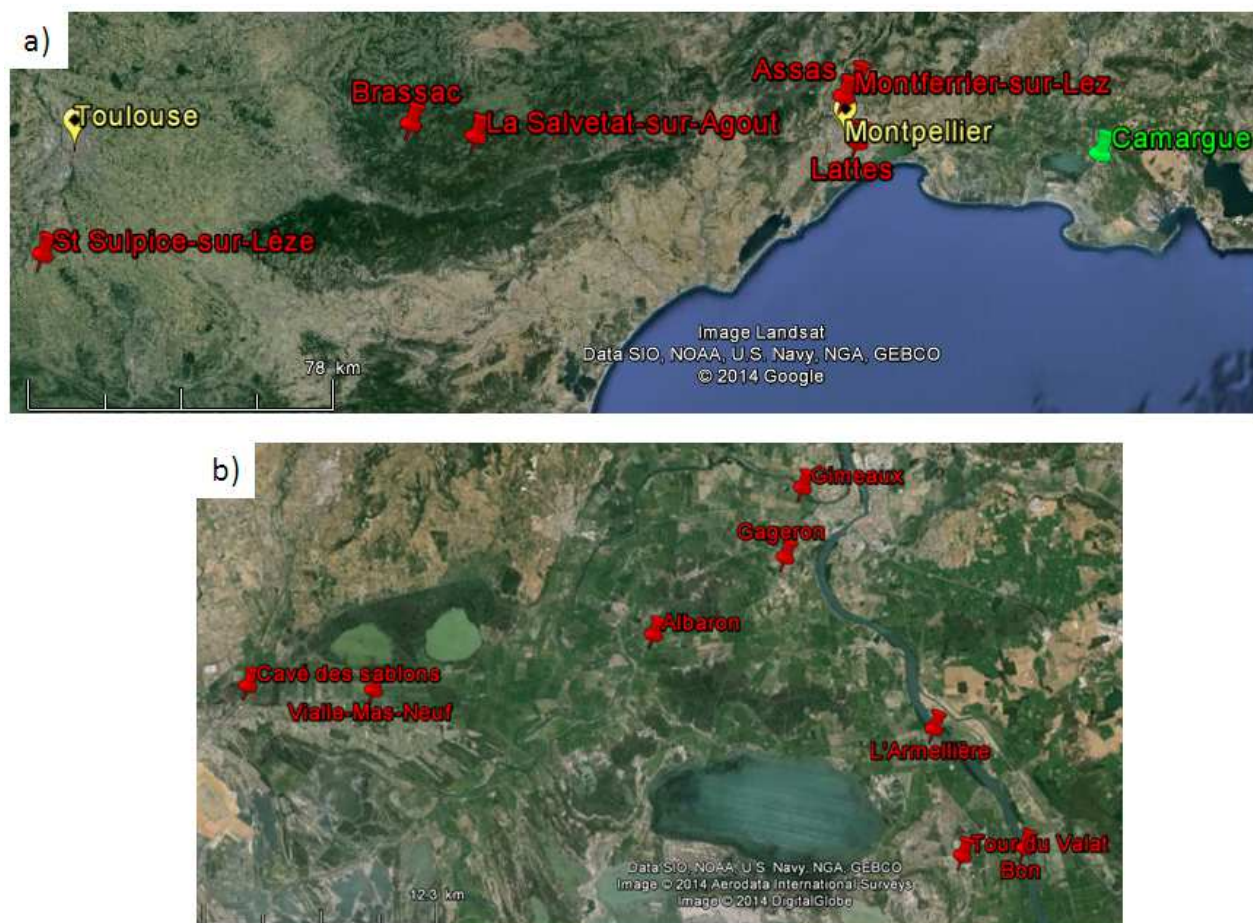 a)
Assas
Montferrier-sur-Lez
Brassac
Toulouse
La Salvetat-sur-Agout
Montpellier
Camargue
Lattes
St Sulpice-sur-Lèze
Image Landsat
Data SIO, NOAA, U.S. Navy, NGA, GEBCO
© 2014 Google
78 km
b)
Gimeaux
Gageron
Albaron
Cavé des sablons
Vialle-Mas-Neuf
L'Armellière
Tour du Valat
Bon
Data SIO, NOAA, U.S. Navy, NGA, GEBCO
Image © 2014 Aerodata International Surveys
Image © 2014 DigitalGlobe
12.3 km